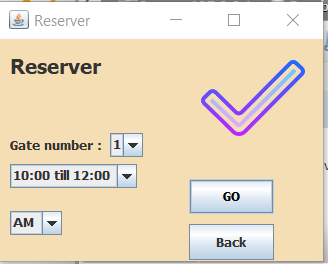 Reserver
Reserver
Gate number : 1
10:00 till 12:00
GO
AM
Back